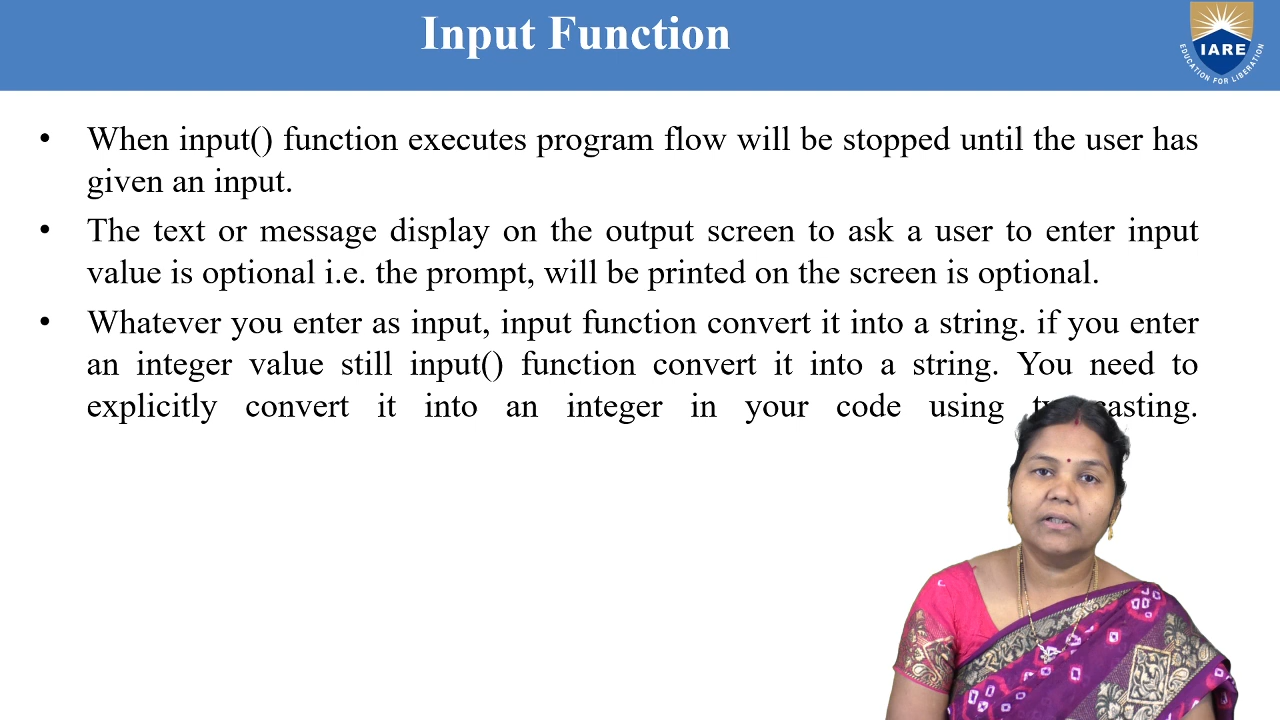 Input Function
IARE
EDUCATION FOR LIBERATION
• When input() function executes program flow will be stopped until the user has
given an input.
• The text or message display on the output screen to ask a user to enter input
value is optional i.e. the prompt, will be printed on the screen is optional.
• Whatever you enter as input, input function convert it into a string. if you enter
an integer value still input() function convert it into a string. You need to
explicitly convert it into an integer in your code using